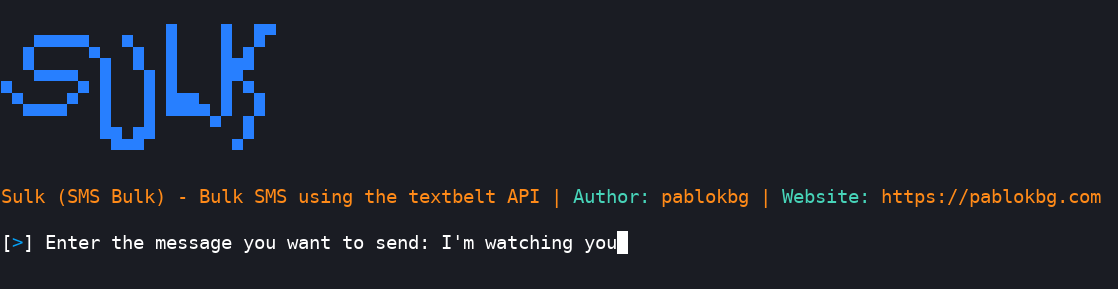 SULK
Sulk (SMS Bulk) - Bulk SMS using the textbelt API | Author: pablokbg | Website: https://pablokbg.com
[>] Enter the message you want to send: I'm watching you